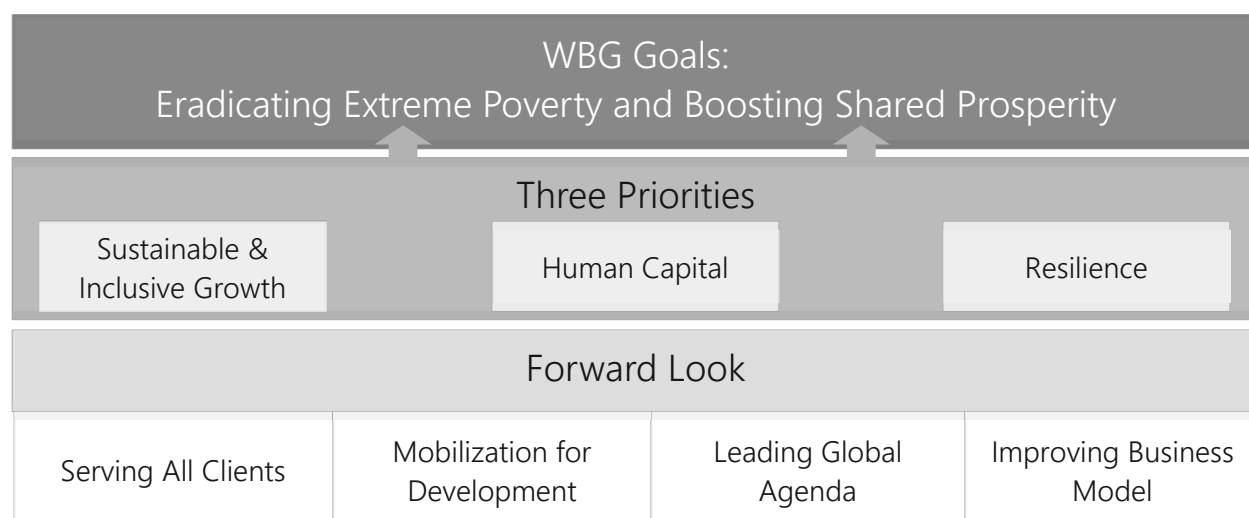 WBG Goals:
Eradicating Extreme Poverty and Boosting Shared Prosperity
Three Priorities
Sustainable &
Inclusive Growth
Human Capital
Resilience
Forward Look
Serving All Clients
Mobilization for
Development
Leading Global
Agenda
Improving Business
Model